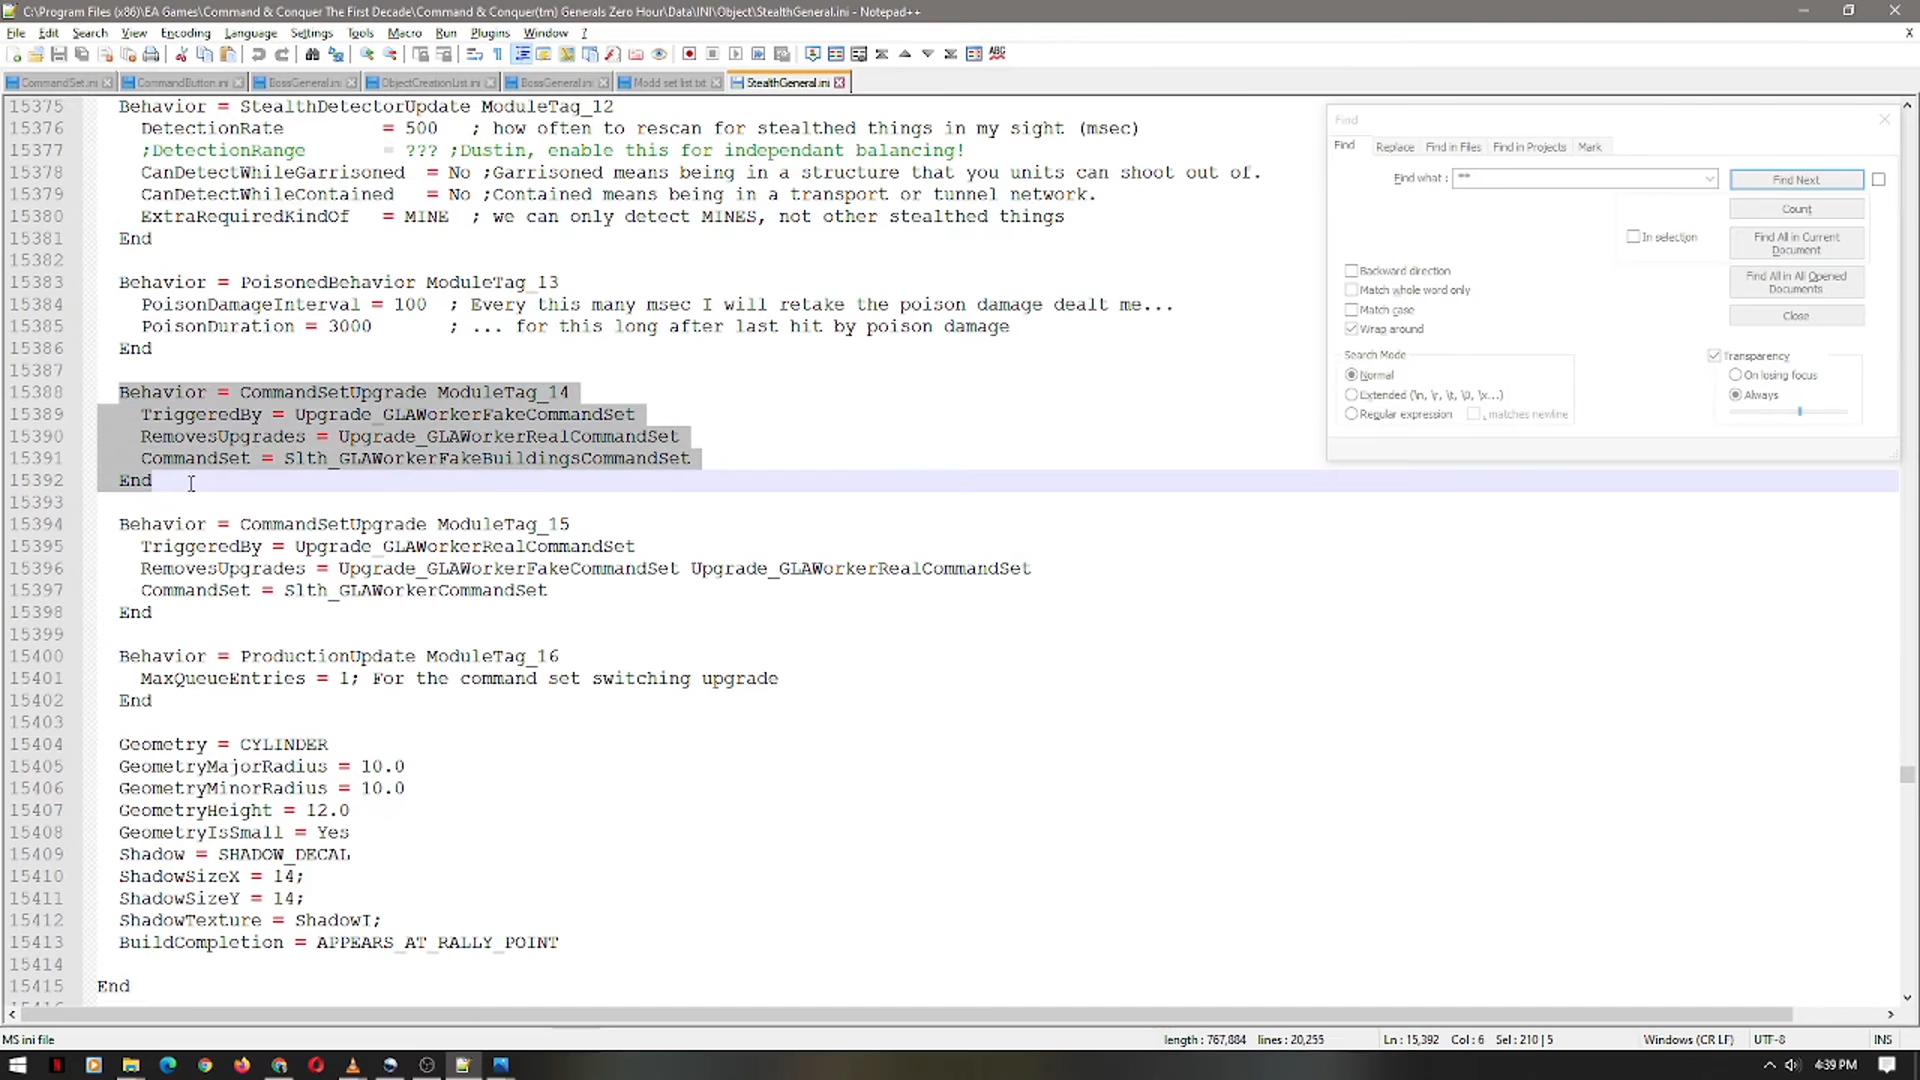 C:\Program Files (x86)\EA Games\Command & Conquer The First Decade\Command & Conquer(tm) Generals Zero Hour\Data\INI\Object\StealthGeneral.ini - Notepad++
File Edit Search View Encoding Language Settings Tools Macro Run Plugins Window ?
CommandSet.ini CommandButton.ini BossGeneral.ini ObjectCreationList.ini BossGeneral.ini Modd set list.txt StealthGeneral.ini
15375 Behavior = StealthDetectorUpdate ModuleTag_12
15376 DetectionRate = 500 ; how often to rescan for stealthed things in my sight (msec)
15377 ;DetectionRange = ??? ;Dustin, enable this for independant balancing!
15378 CanDetectWhileGarrisoned = No ;Garrisoned means being in a structure that you units can shoot out of.
15379 CanDetectWhileContained = No ;Contained means being in a transport or tunnel network.
15380 ExtraRequiredKindOf = MINE ; we can only detect MINES, not other stealthed things
15381 End
15382
15383 Behavior = PoisonedBehavior ModuleTag_13
15384 PoisonDamageInterval = 100 ; Every this many msec I will retake the poison damage dealt me...
15385 PoisonDuration = 3000 ; ... for this long after last hit by poison damage
15386 End
15387
15388 Behavior = CommandSetUpgrade ModuleTag_14
15389 TriggeredBy = Upgrade_GLAWorkerFakeCommandSet
15390 RemovesUpgrades = Upgrade_GLAWorkerRealCommandSet
15391 CommandSet = Slth_GLAWorkerFakeBuildingsCommandSet
15392 End
15393
15394 Behavior = CommandSetUpgrade ModuleTag_15
15395 TriggeredBy = Upgrade_GLAWorkerRealCommandSet
15396 RemovesUpgrades = Upgrade_GLAWorkerFakeCommandSet Upgrade_GLAWorkerRealCommandSet
15397 CommandSet = Slth_GLAWorkerCommandSet
15398 End
15399
15400 Behavior = ProductionUpdate ModuleTag_16
15401 MaxQueueEntries = 1; For the command set switching upgrade
15402 End
15403
15404 Geometry = CYLINDER
15405 GeometryMajorRadius = 10.0
15406 GeometryMinorRadius = 10.0
15407 GeometryHeight = 12.0
15408 GeometryIsSmall = Yes
15409 Shadow = SHADOW_DECAL
15410 ShadowSizeX = 14;
15411 ShadowSizeY = 14;
15412 ShadowTexture = ShadowI;
15413 BuildCompletion = APPEARS_AT_RALLY_POINT
15414
15415 End
Find
Find Replace Find in Files Find in Projects Mark
Find what : Find Next
Count
In selection Find All in Current Document
Find All in All Opened Documents
Close
Backward direction
Match whole word only
Match case
Wrap around
Search Mode
Normal
Extended (\n, \r, \t, \0, \x...)
Regular expression . matches newline
Transparency
On losing focus
Always
MS ini file length : 767,884 lines : 20,255 Ln : 15,392 Col : 6 Sel : 210 | 5 Windows (CR LF) UTF-8 INS
4:39 PM